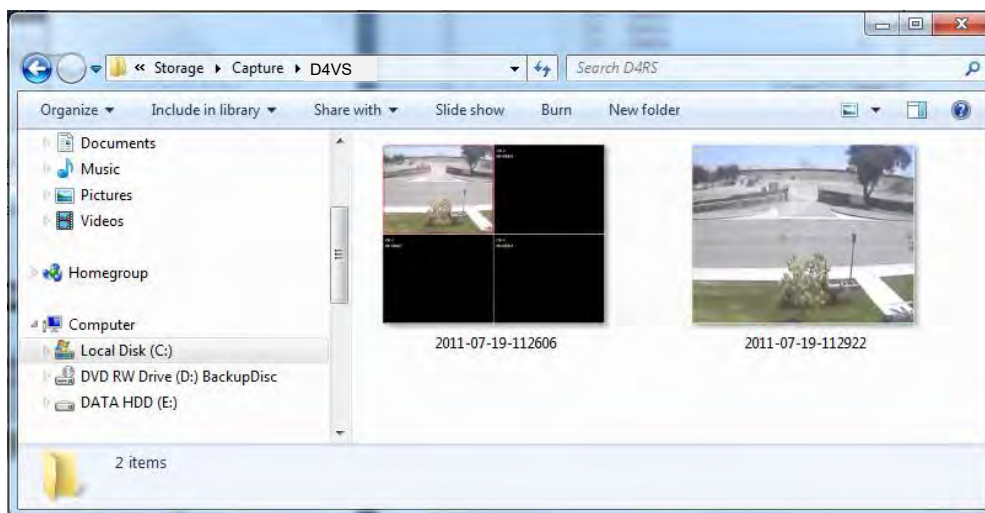 « Storage ▸ Capture ▸ D4VS
Search D4RS
Organize Include in library Share with Slide show Burn New folder
Documents
Music
Pictures
Videos
Homegroup
Computer
Local Disk (C:)
DVD RW Drive (D:) BackupDisc
DATA HDD (E:)
2011-07-19-112606
2011-07-19-112922
2 items